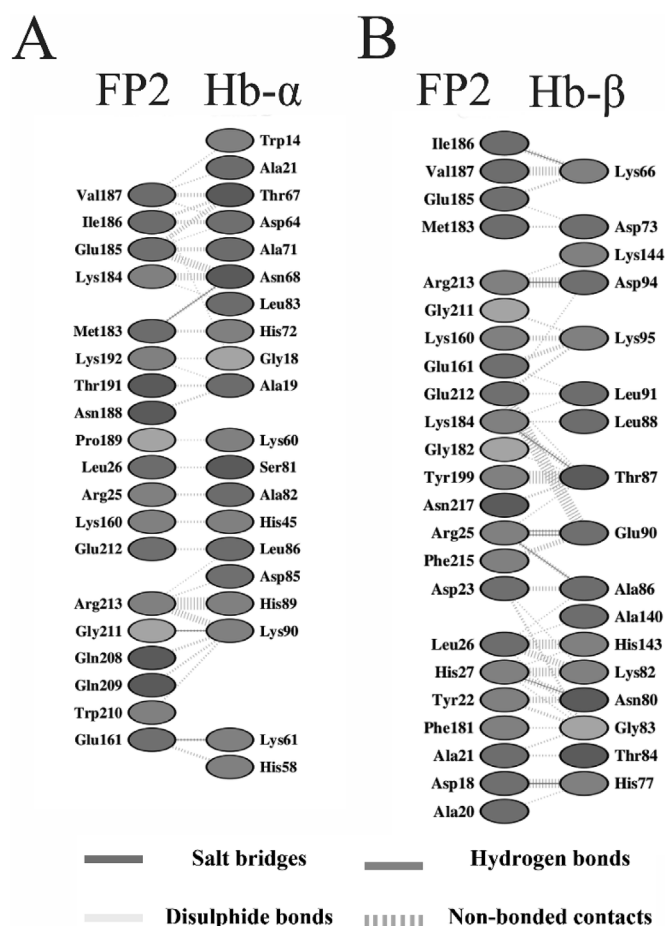 A
B
FP2 Hb-α
FP2 Hb-β
Trp14
Ala21
Val187 Thr67
Ile186 Asp64
Glu185 Ala71
Lys184 Asn68
Leu83
Met183 His72
Lys192 Gly18
Thr191 Ala19
Asn188
Pro189 Lys60
Leu26 Ser81
Arg25 Ala82
Lys160 His45
Glu212 Leu86
Asp85
Arg213 His89
Gly211 Lys90
Gln208
Gln209
Trp210
Glu161 Lys61
His58
Ile186
Val187 Lys66
Glu185
Met183 Asp73
Lys144
Arg213 Asp94
Gly211
Lys160 Lys95
Glu161
Glu212 Leu91
Lys184 Leu88
Gly182
Tyr199 Thr87
Asn217
Arg25 Glu90
Phe215
Asp23 Ala86
Ala140
Leu26 His143
His27 Lys82
Tyr22 Asn80
Phe181 Gly83
Ala21 Thr84
Asp18 His77
Ala20
Salt bridges Hydrogen bonds
Disulphide bonds Non-bonded contacts